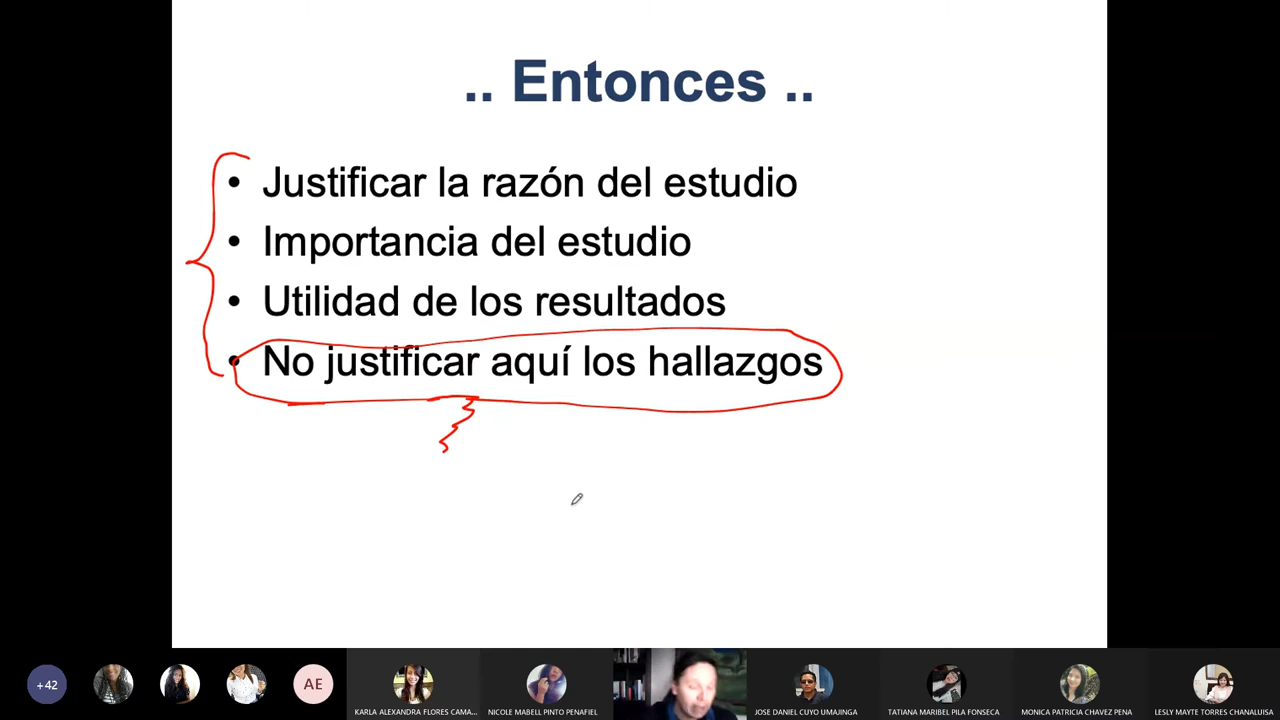 .. Entonces ..
• Justificar la razón del estudio
• Importancia del estudio
• Utilidad de los resultados
• No justificar aquí los hallazgos
+42
AE
KARLA ALEXANDRA FLORES CAMA...
NICOLE MABELL PINTO PENAFIEL
JOSE DANIEL CUYO UMAJINGA
TATIANA MARIBEL PILA FONSECA
MONICA PATRICIA CHAVEZ PENA
LESLY MAYTE TORRES CHANALUISA